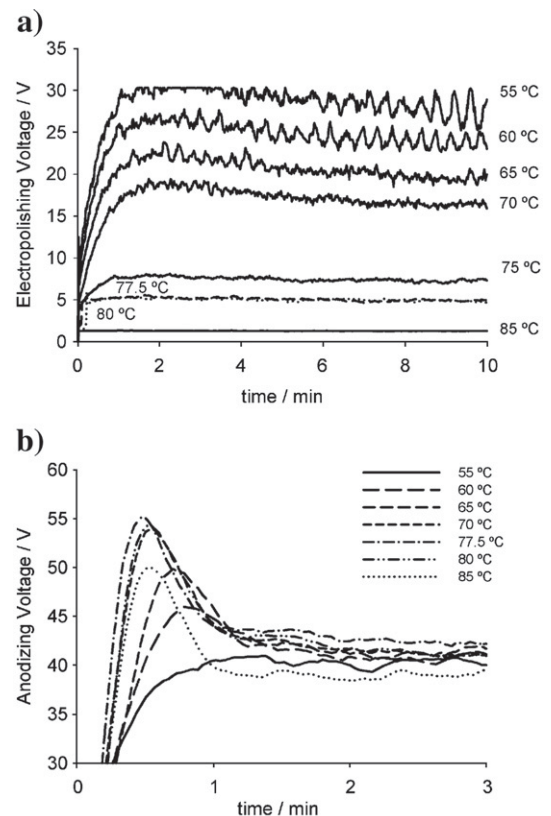 a)
35
30
25
20
15
10
5
0
Electropolishing Voltage / V
55 ºC
60 ºC
65 ºC
70 ºC
75 ºC
77.5 ºC
80 ºC
85 ºC
0 2 4 6 8 10
time / min
b)
60
55
50
45
40
35
30
Anodizing Voltage / V
55 ºC
60 ºC
65 ºC
70 ºC
77.5 ºC
80 ºC
85 ºC
0 1 2 3
time / min